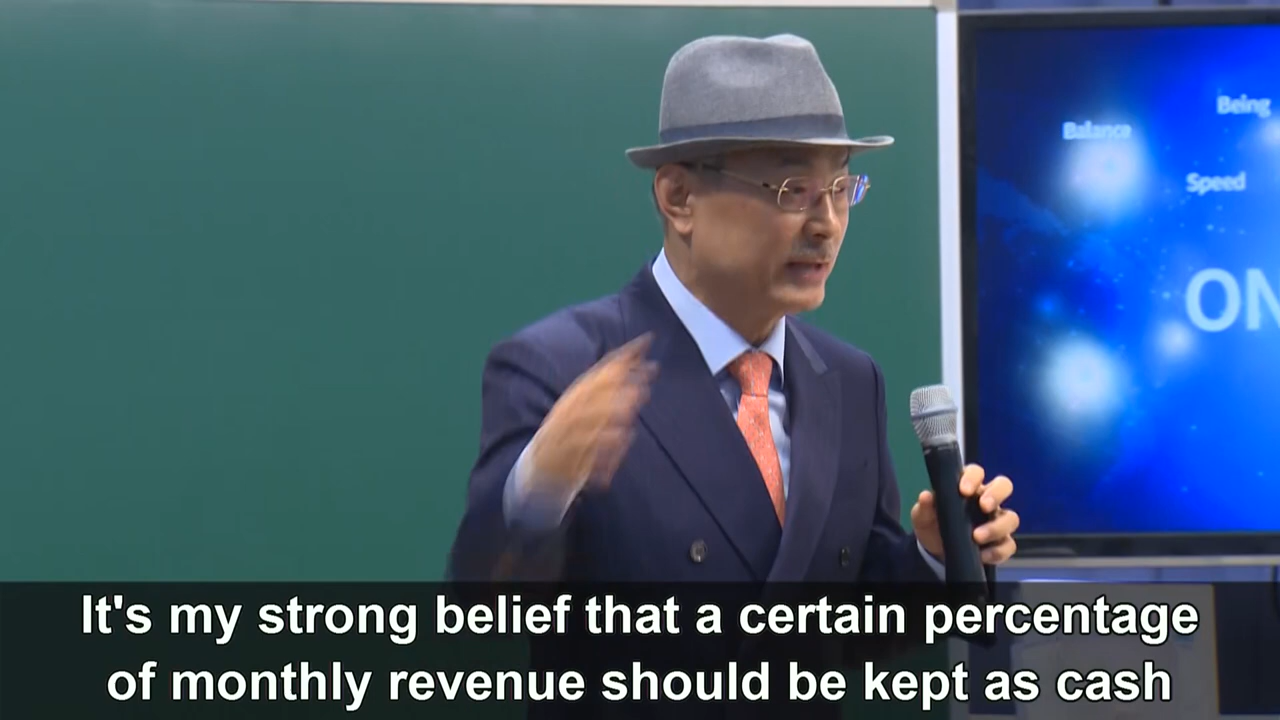 Being
Balance
Speed
ON
It's my strong belief that a certain percentage
of monthly revenue should be kept as cash